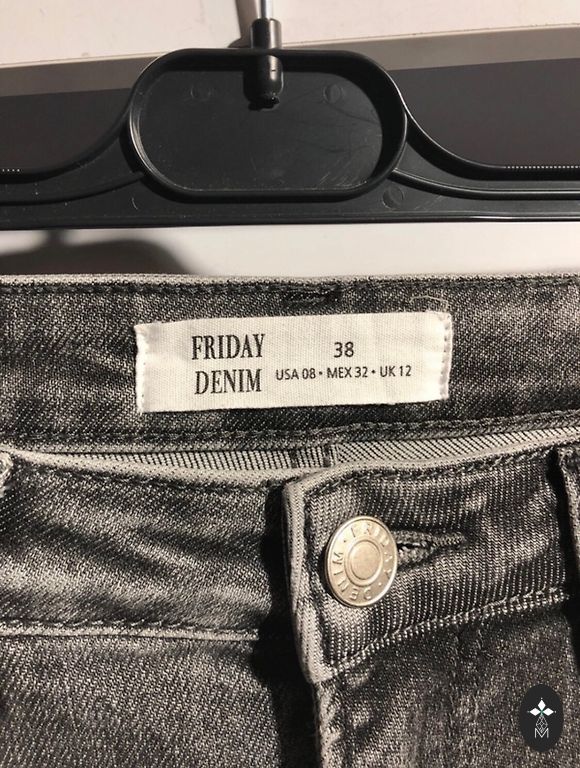 FRIDAY
DENIM
38
USA 08 • MEX 32 • UK 12
FRIDAY • DENIM •
M